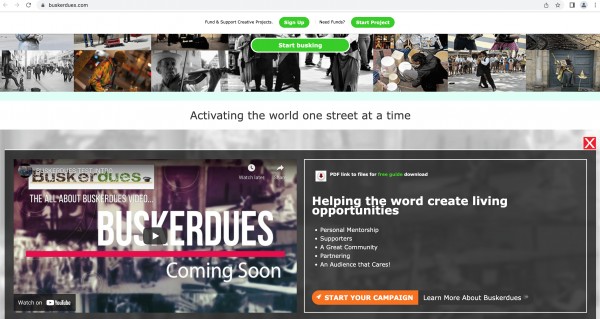 buskerdues.com
Fund & Support Creative Projects. Sign Up Need Funds? Start Project
Start busking
Activating the world one street at a time
X
BUSKERDUES TEST INTRO
Watch later
Buskerdues
THE ALL ABOUT BUSKERDUES VIDEO...
BUSKERDUES
Coming Soon
Watch on YouTube
PDF link to files for free guide download
Helping the word create living
opportunities
Personal Mentorship
Supporters
A Great Community
Partnering
An Audience that Cares!
START YOUR CAMPAIGN Learn More About Buskerdues